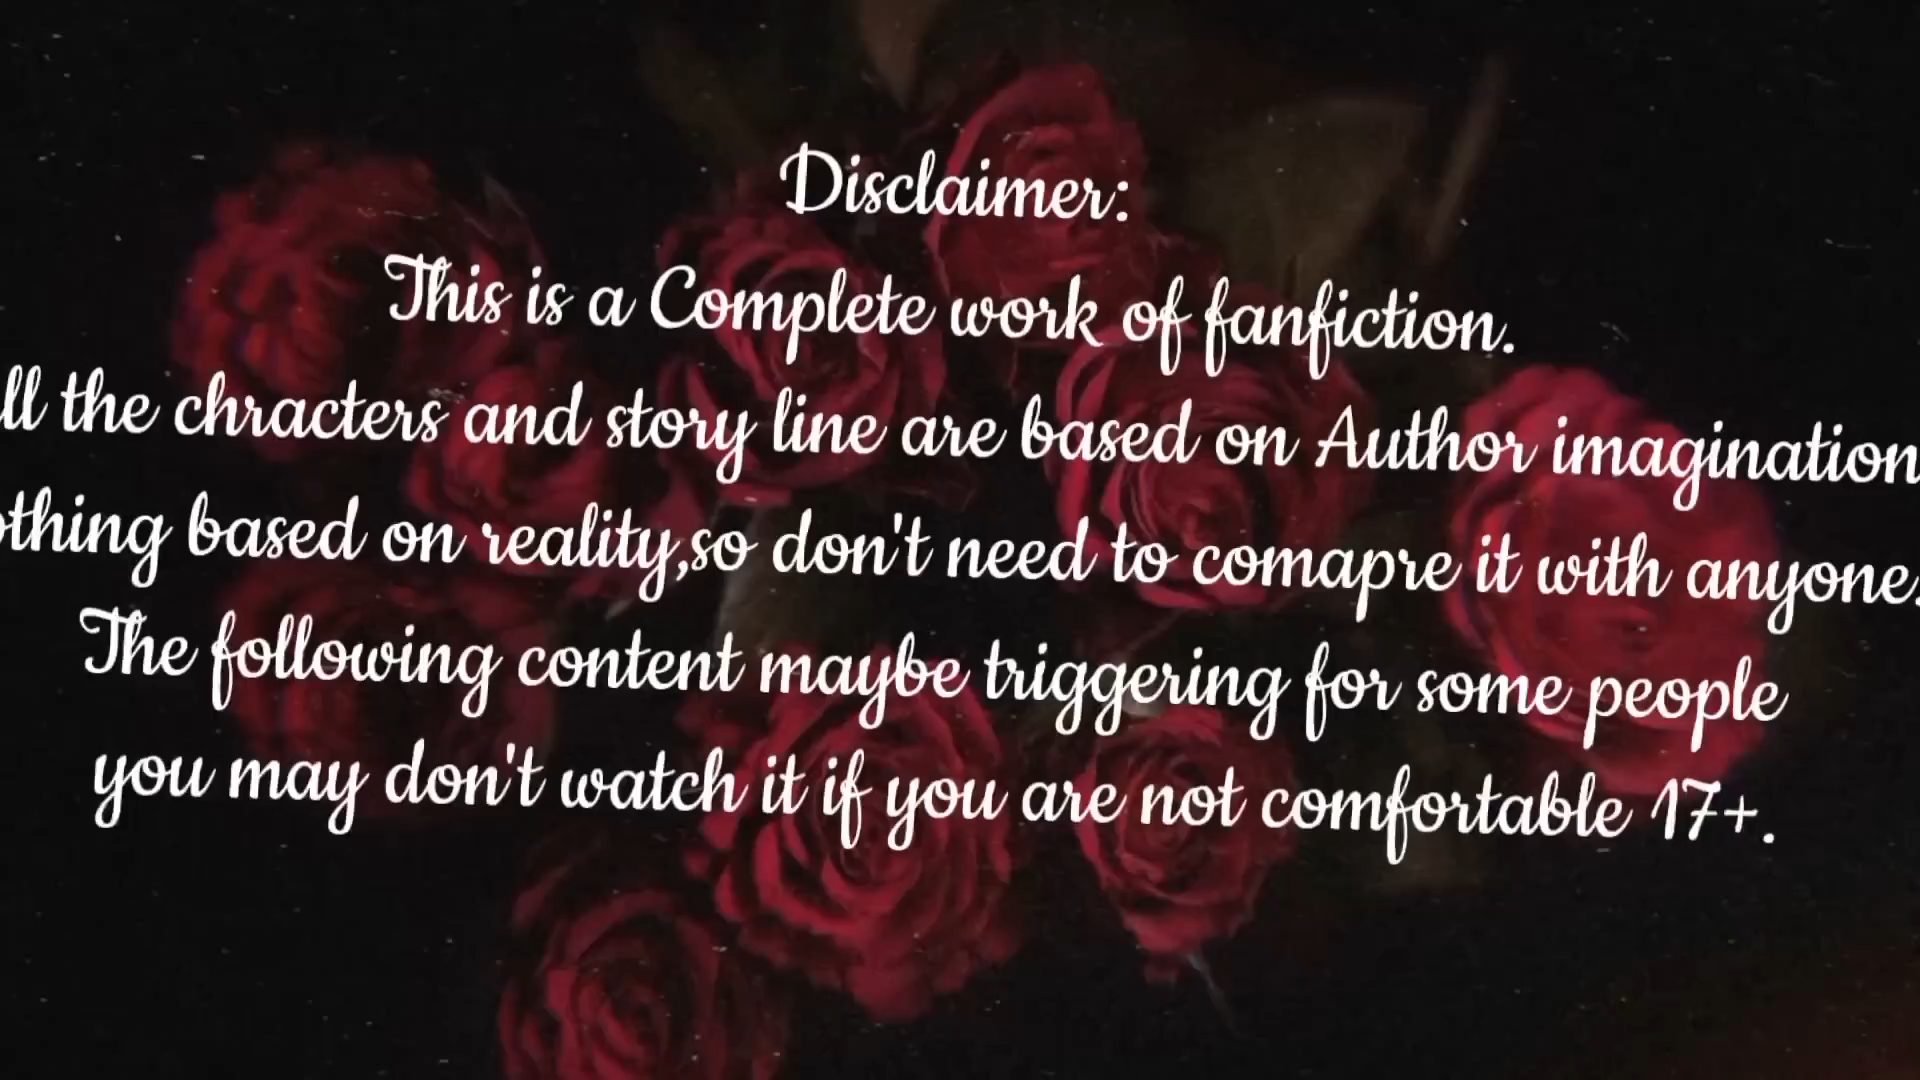 Disclaimer:
This is a Complete work of fanfiction.
ll the chracters and story line are based on Author imagination
othing based on reality,so don't need to comapre it with anyone.
The following content maybe triggering for some people
you may don't watch it if you are not comfortable 17+.